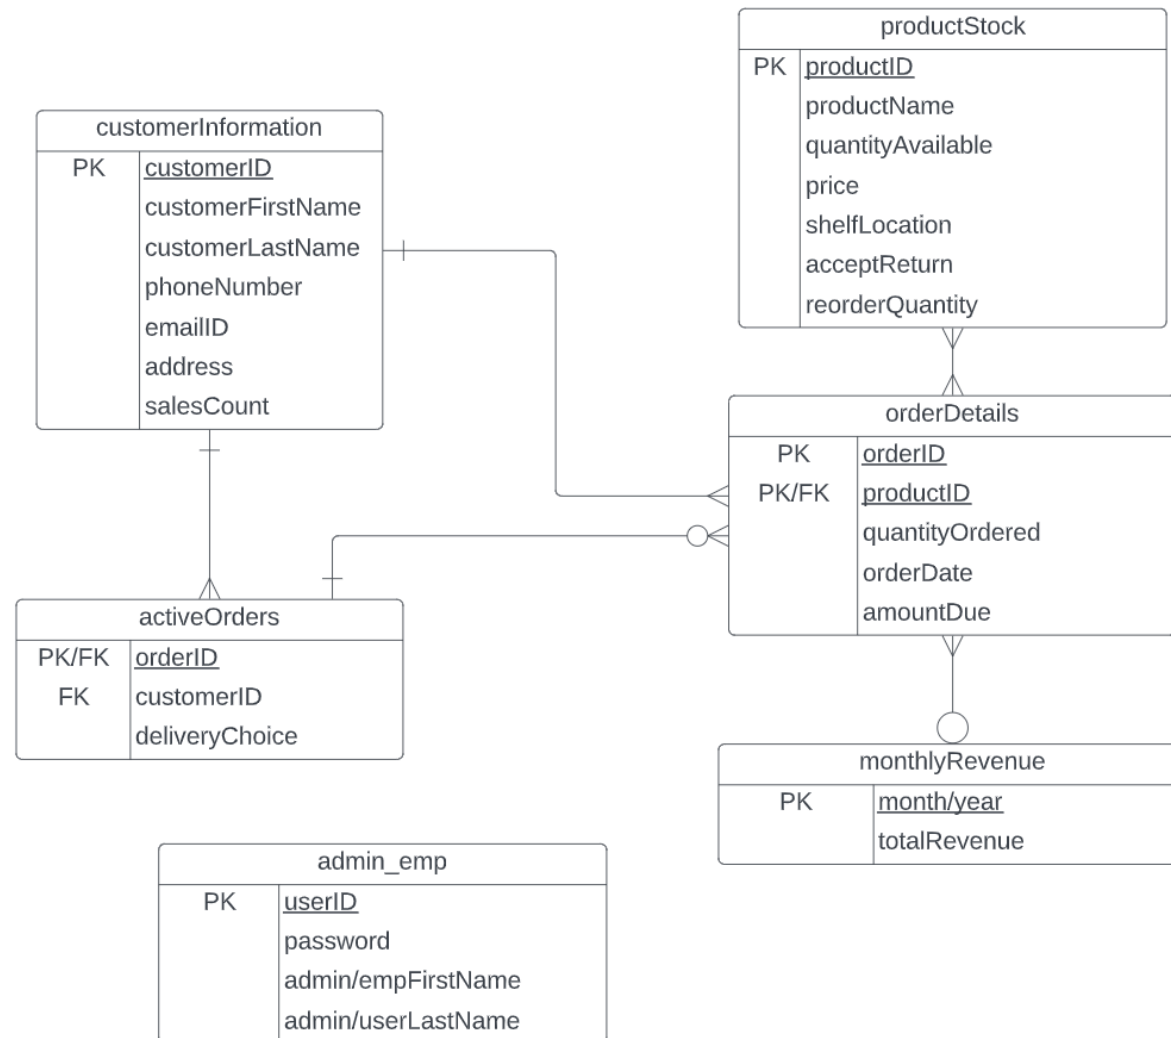 productStock
PK productID
productName
quantityAvailable
price
shelfLocation
acceptReturn
reorderQuantity
customerInformation
PK customerID
customerFirstName
customerLastName
phoneNumber
emailID
address
salesCount
orderDetails
PK orderID
PK/FK productID
quantityOrdered
orderDate
amountDue
activeOrders
PK/FK orderID
FK customerID
deliveryChoice
monthlyRevenue
PK month/year
totalRevenue
admin_emp
PK userID
password
admin/empFirstName
admin/userLastName